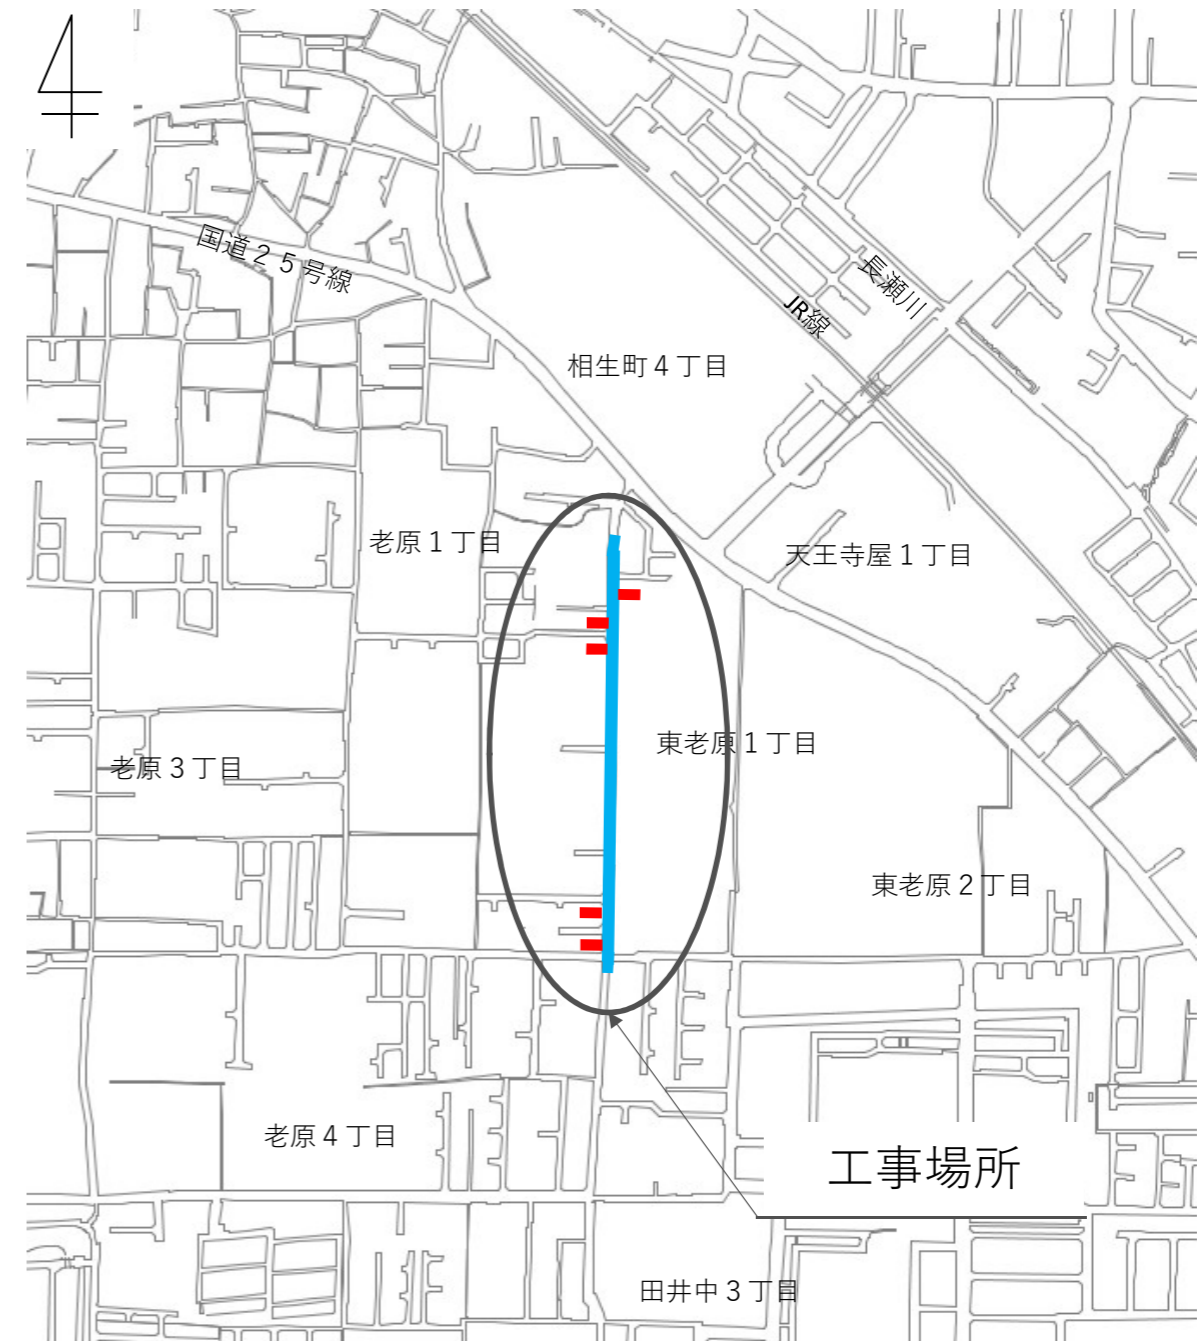 国道２５号線
長瀬川
JR線
相生町４丁目
老原１丁目
天王寺屋１丁目
東老原１丁目
老原３丁目
東老原２丁目
老原４丁目
工事場所
田井中３丁目